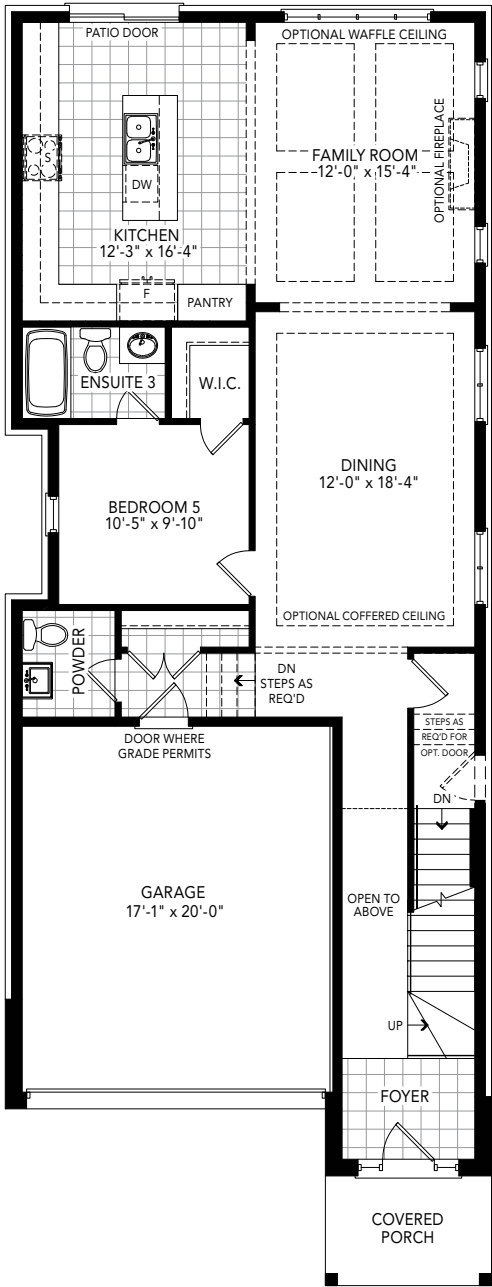 PATIO DOOR
OPTIONAL WAFFLE CEILING
S
DW
FAMILY ROOM
12'-0" x 15'-4"
OPTIONAL FIREPLACE
KITCHEN
12'-3" x 16'-4"
F
PANTRY
ENSUITE 3
W.I.C.
DINING
12'-0" x 18'-4"
BEDROOM 5
10'-5" x 9'-10"
OPTIONAL COFFERED CEILING
POWDER
DN
STEPS AS
REQ'D
STEPS AS
REQ'D FOR
OPT. DOOR
DOOR WHERE
GRADE PERMITS
DN
GARAGE
17'-1" x 20'-0"
OPEN TO
ABOVE
UP
FOYER
COVERED
PORCH